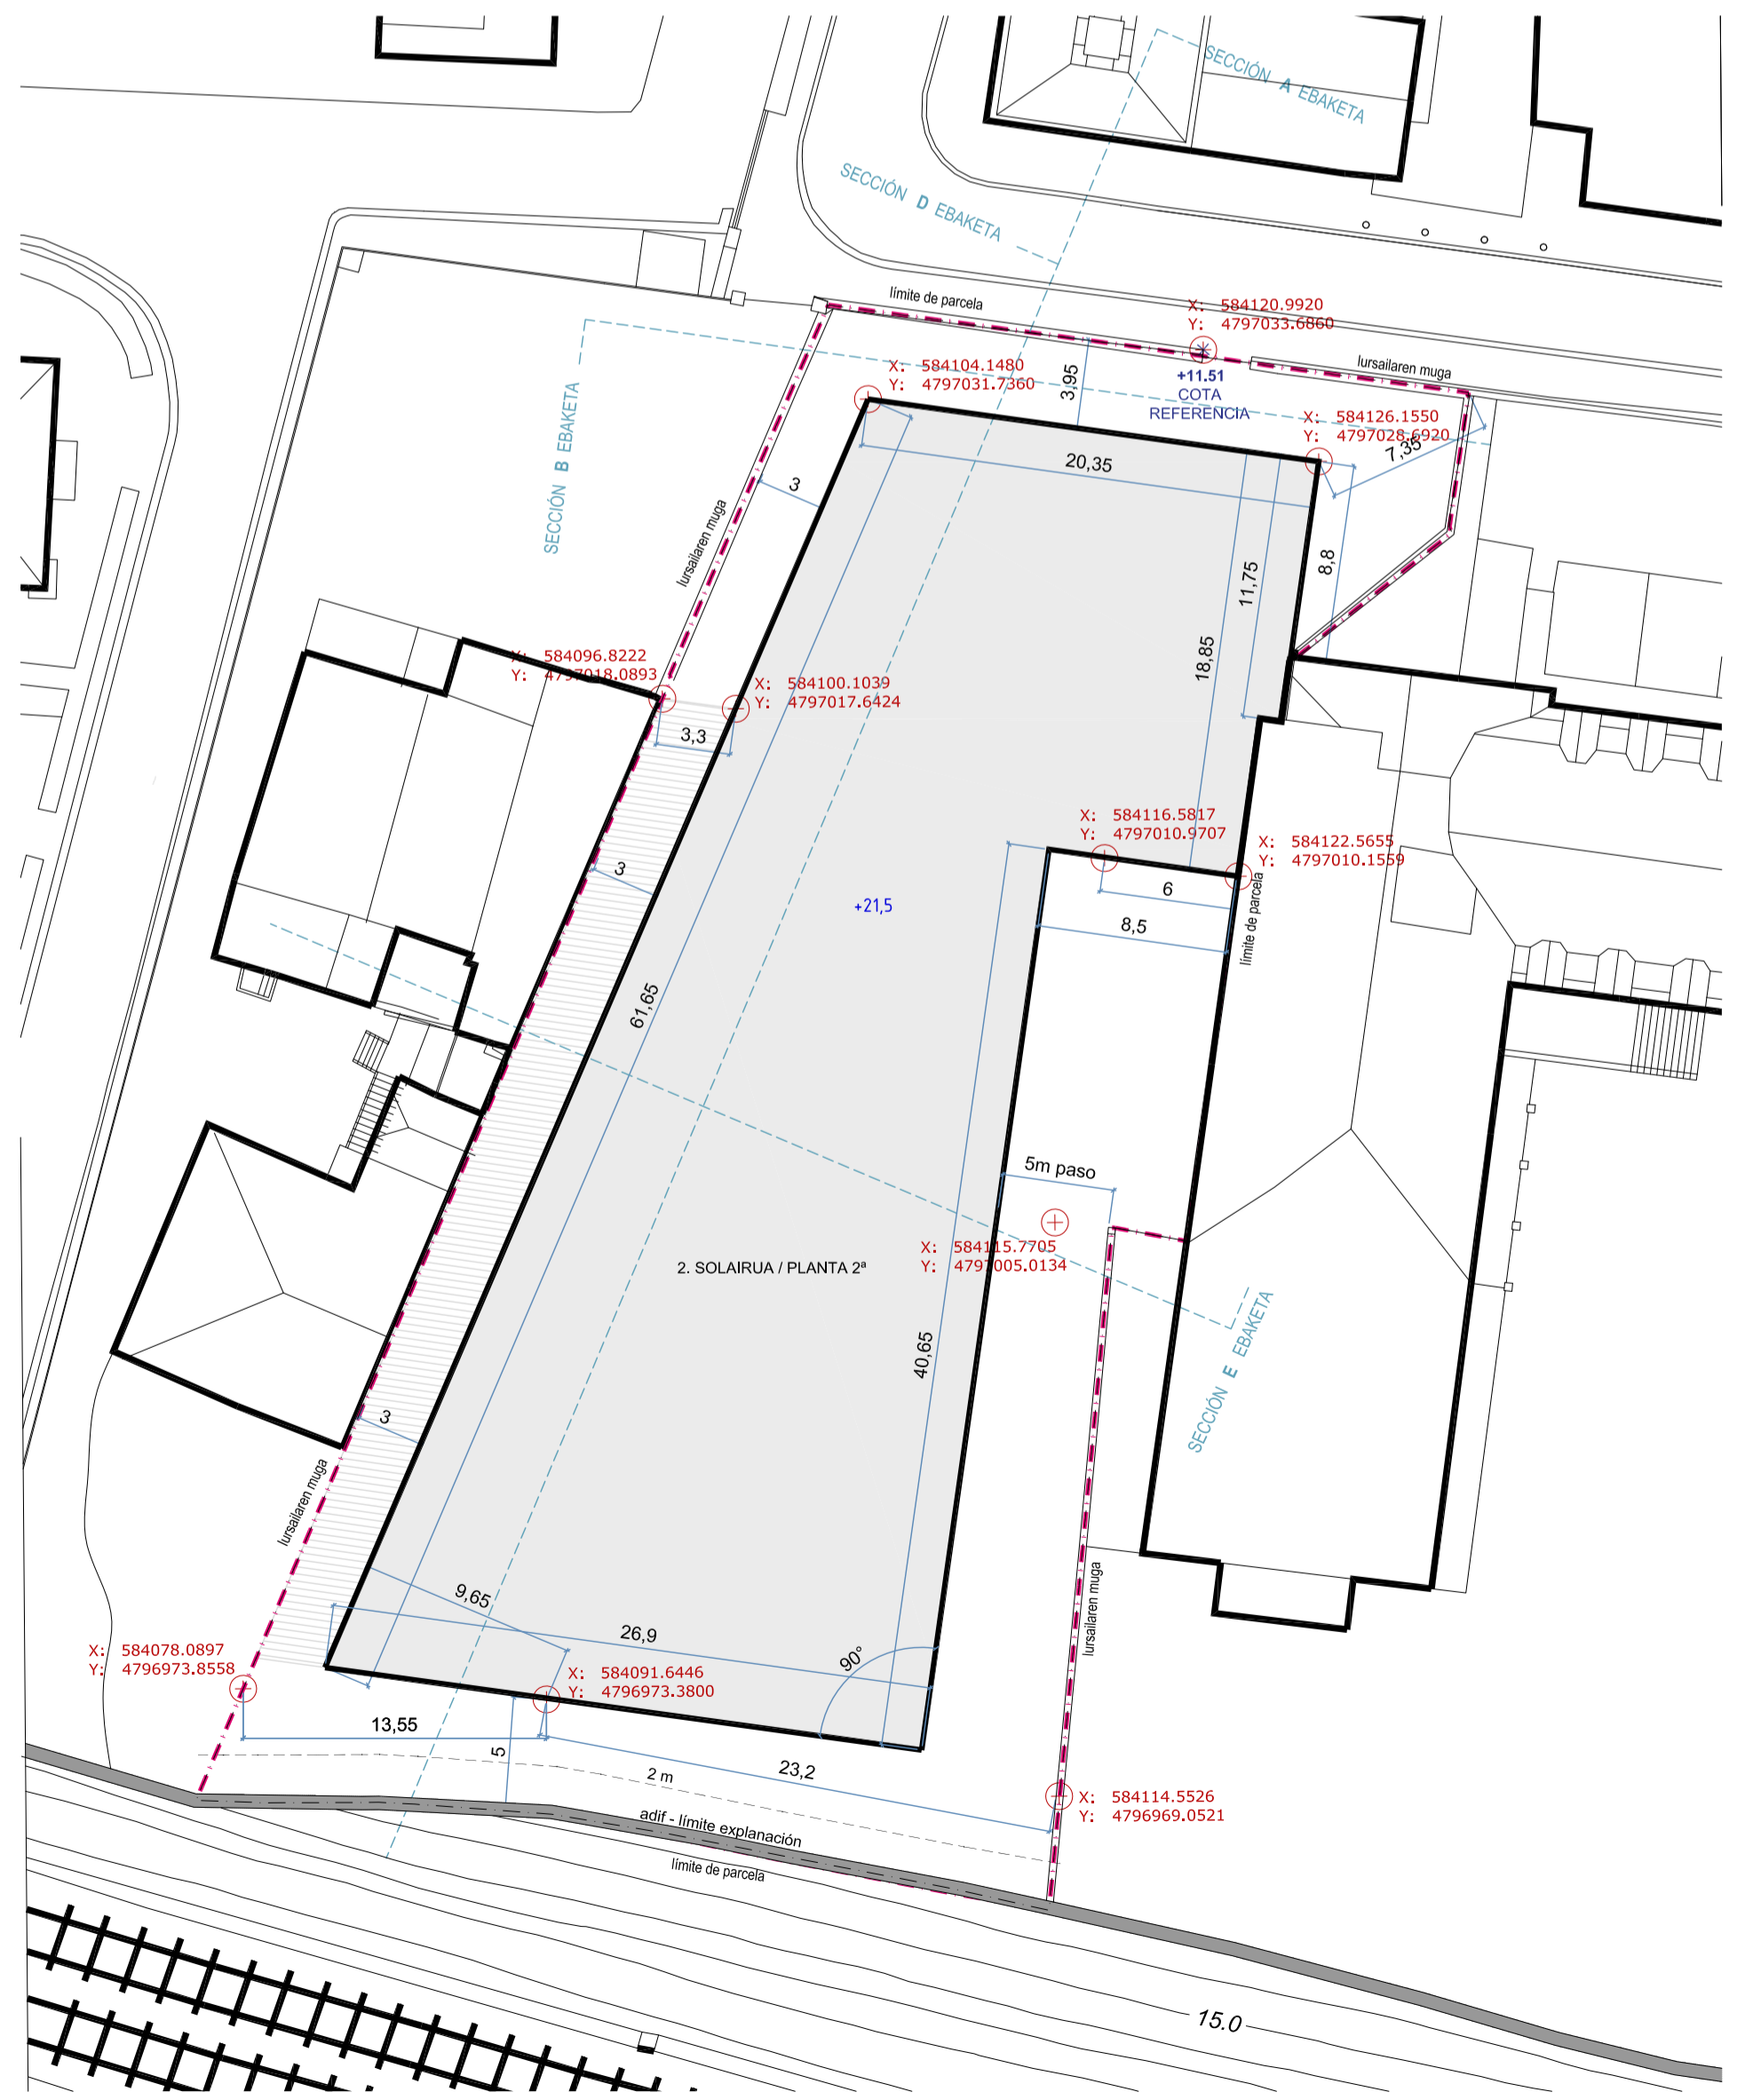 SECCIÓN A EBAKETA
SECCIÓN D EBAKETA
límite de parcela
X: 584120.9920
Y: 4797033.6860
lursailaren muga
+11.51
COTA
REFERENCIA
X: 584104.1480
Y: 4797031.7360
3,95
X: 584126.1550
Y: 4797028.6920
7,35
SECCIÓN B EBAKETA
20,35
3
lursailaren muga
11,75
8,8
18,85
X: 584096.8222
Y: 4797018.0893
X: 584100.1039
Y: 4797017.6424
3,3
X: 584116.5817
Y: 4797010.9707
X: 584122.5655
Y: 4797010.1559
3
6
8,5
límite de parcela
+21,5
61,65
5m paso
X: 584115.7705
Y: 4797005.0134
2. SOLAIRUA / PLANTA 2ª
40,65
SECCIÓN E EBAKETA
3
lursailaren muga
9,65
26,9
90°
lursailaren muga
X: 584078.0897
Y: 4796973.8558
X: 584091.6446
Y: 4796973.3800
13,55
5
23,2
2 m
X: 584114.5526
Y: 4796969.0521
adif - límite explanación
límite de parcela
15.0